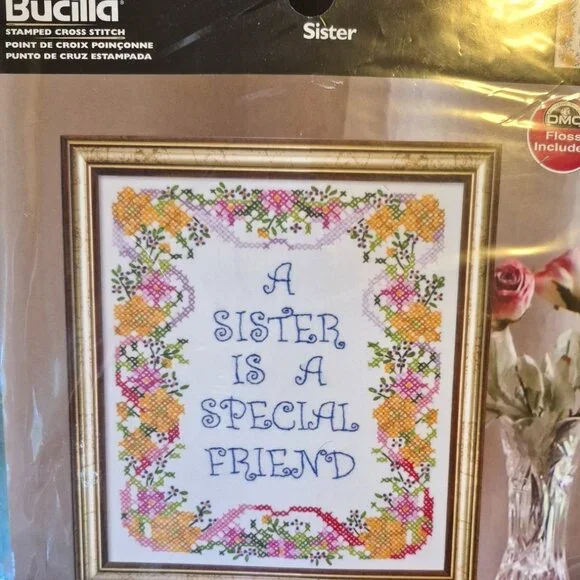 Bucilla®
STAMPED CROSS STITCH
POINT DE CROIX POINÇONNE
PUNTO DE CRUZ ESTAMPADA
Sister
DMC
Floss
Include
A
SISTER
IS A
SPECIAL
FRIEND